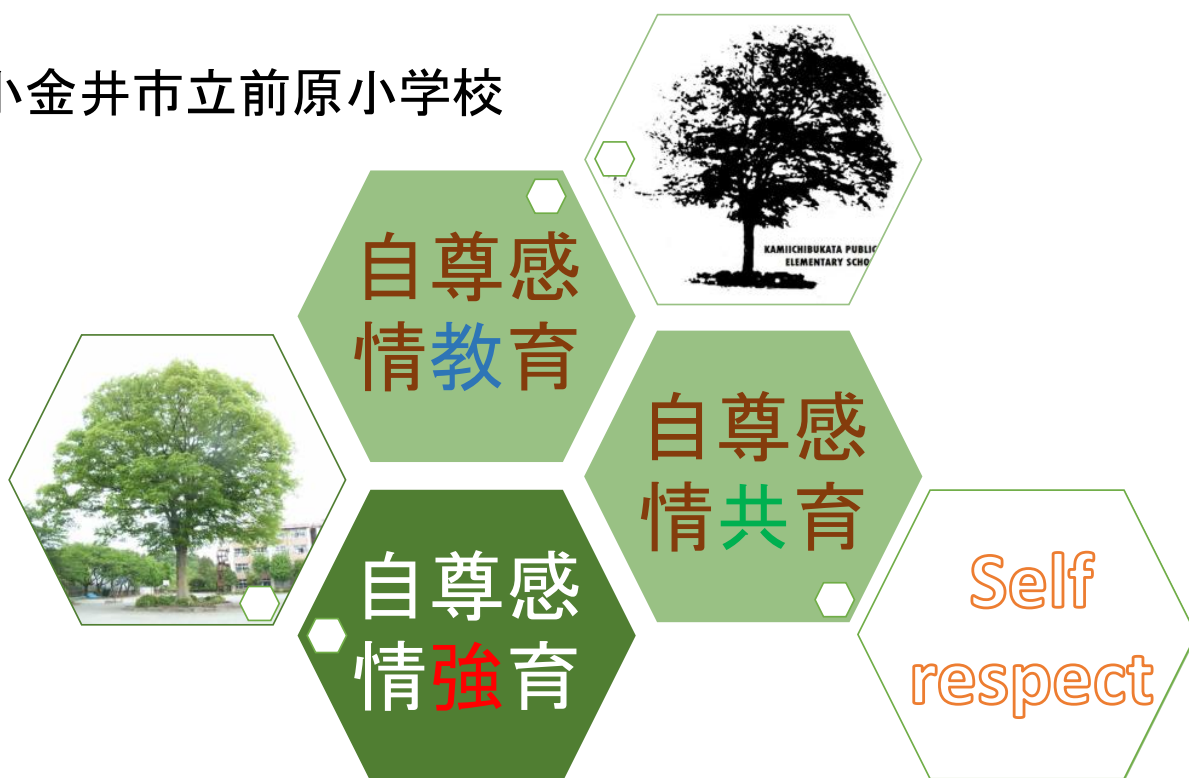 小金井市立前原小学校
KAMIICHIBUKATA PUBLIC
ELEMENTARY SCHO
自尊感
情教育
自尊感
情共育
自尊感
情強育
Self
respect